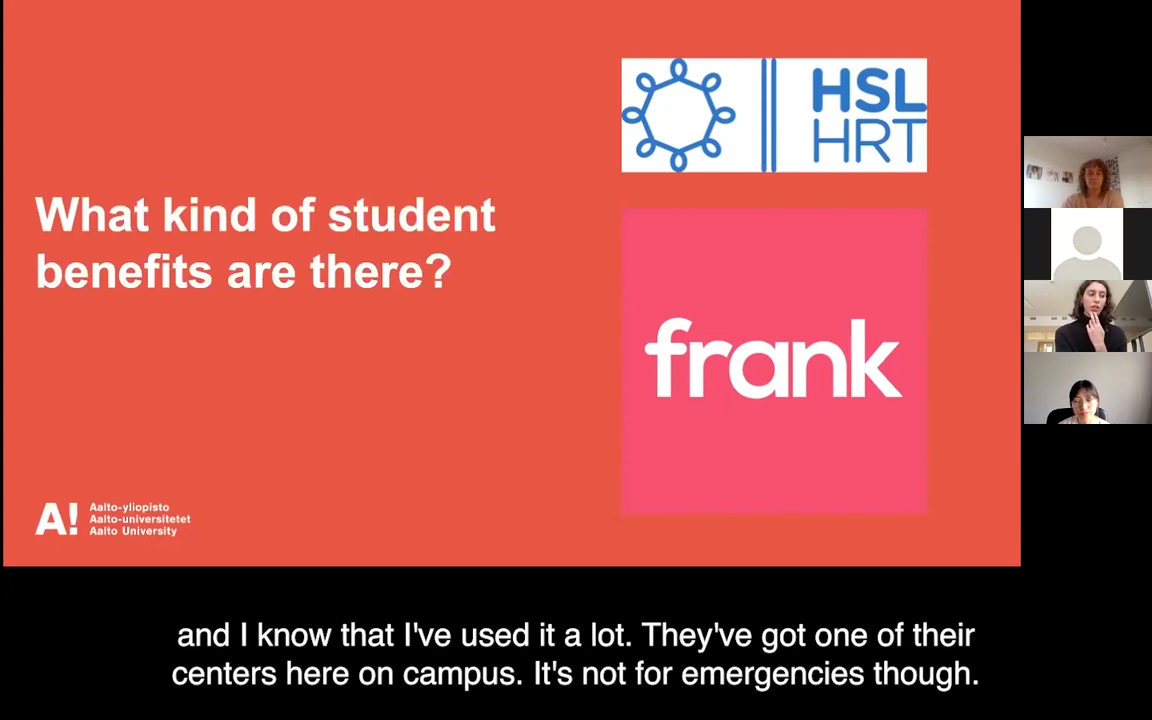 HSL
HRT
What kind of student
benefits are there?
frank
A!
Aalto-yliopisto
Aalto-universitetet
Aalto University
and I know that I've used it a lot. They've got one of their
centers here on campus. It's not for emergencies though.